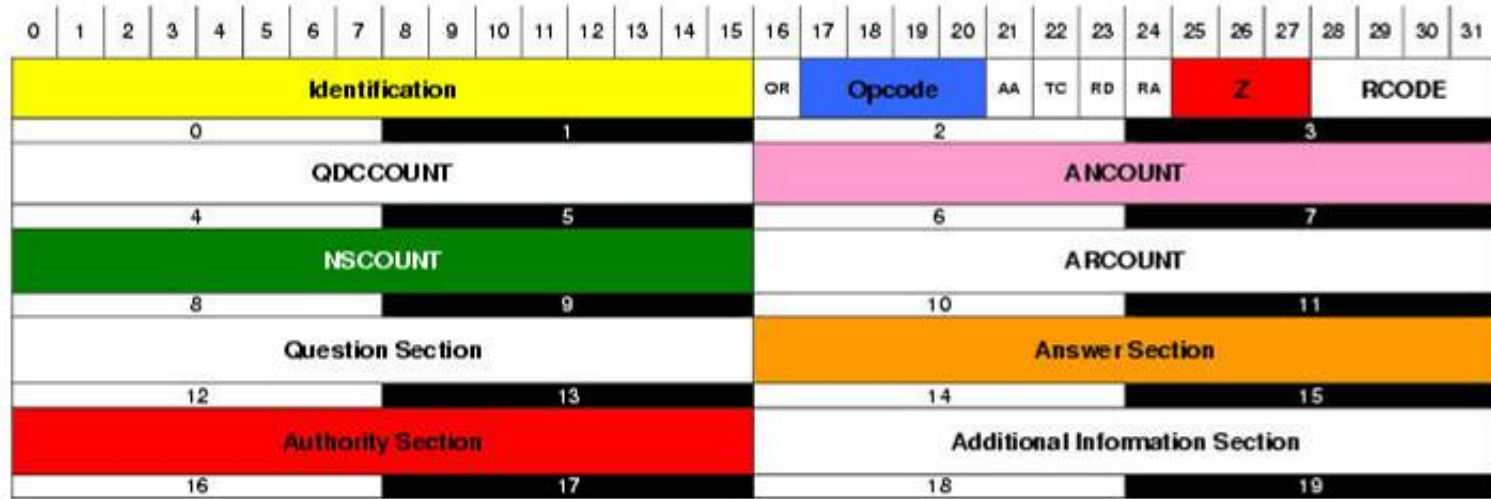 0 1 2 3 4 5 6 7 8 9 10 11 12 13 14 15 16 17 18 19 20 21 22 23 24 25 26 27 28 29 30 31
Identification QR Opcode AA TC RD RA Z RCODE
0 1 2 3
QDCCOUNT ANCOUNT
4 5 6 7
NSCOUNT ARCOUNT
8 9 10 11
Question Section Answer Section
12 13 14 15
Authority Section Additional Information Section
16 17 18 19